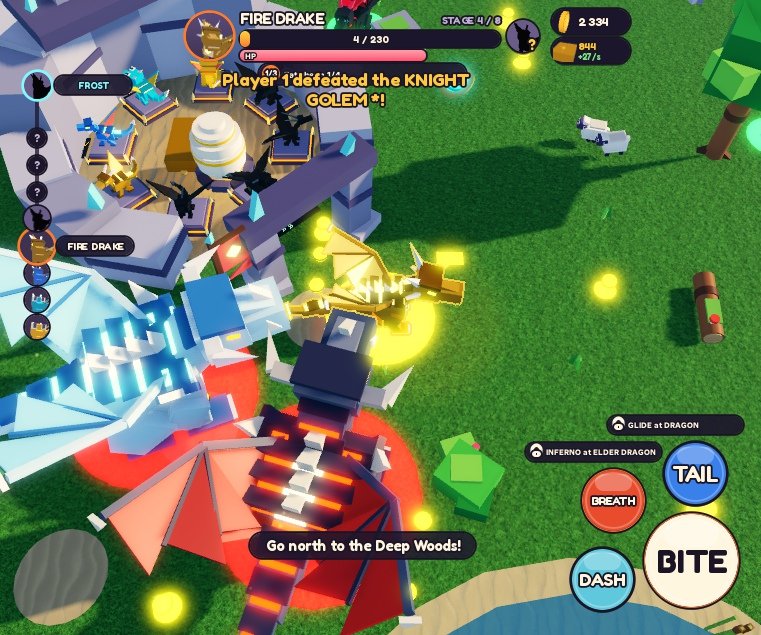 FIRE DRAKE
STAGE 4 / 8
4 / 230
HP
2 334
844
+27/s
?
FROST
1/3
Player 1 defeated the KNIGHT
GOLEM *!
?
?
?
FIRE DRAKE
GLIDE at DRAGON
INFERNO at ELDER DRAGON
TAIL
BREATH
BITE
DASH
Go north to the Deep Woods!